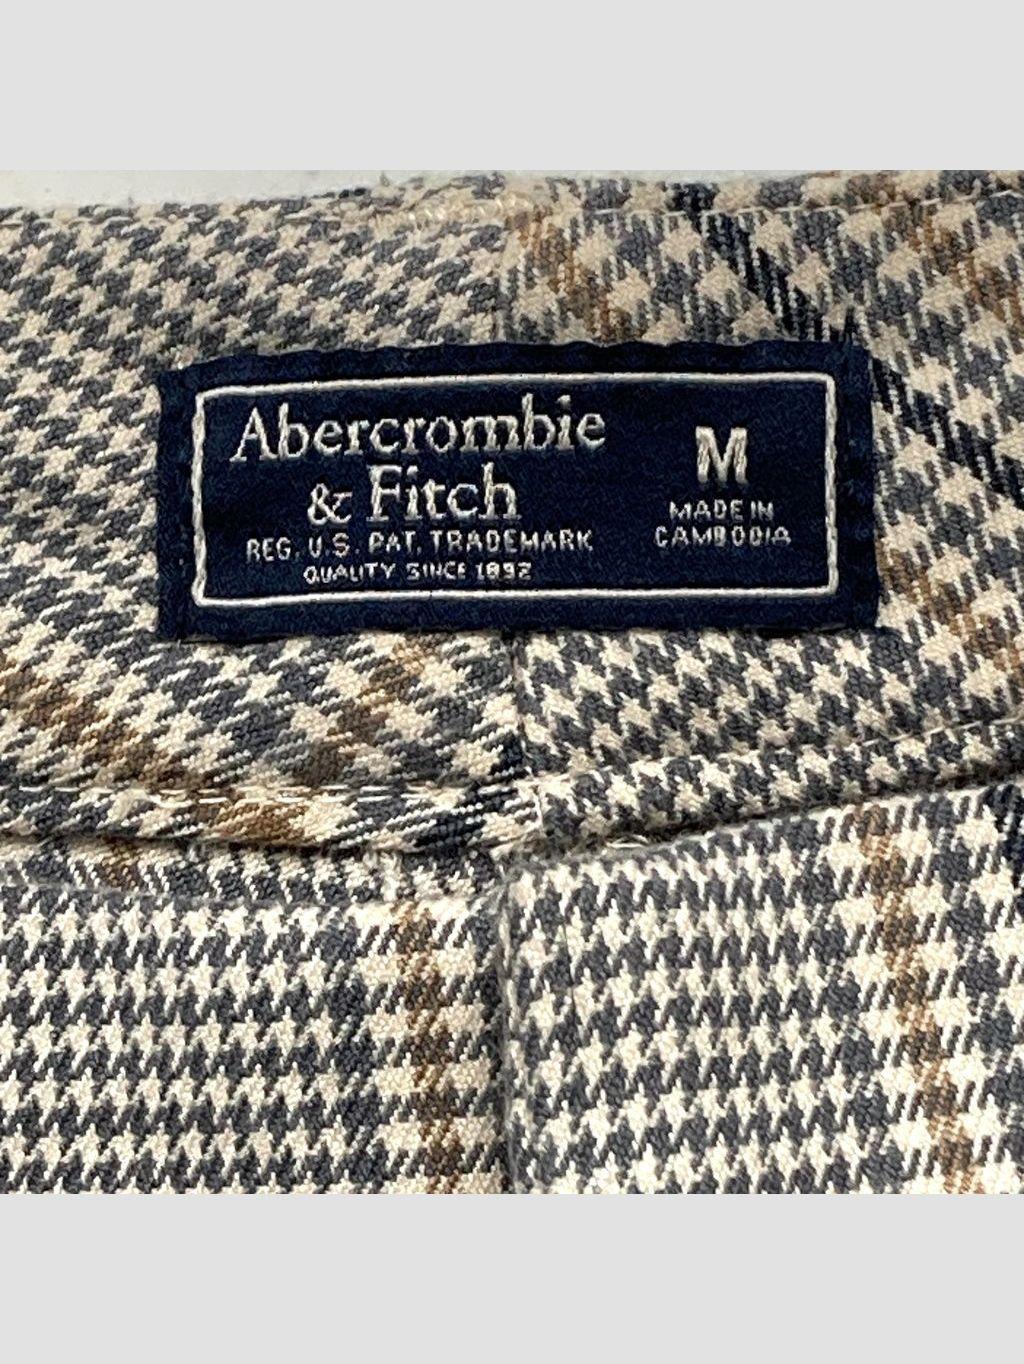 Abercrombie
& Fitch
REG. U.S. PAT. TRADEMARK
QUALITY SINCE 1892
M
MADE IN
CAMBODIA